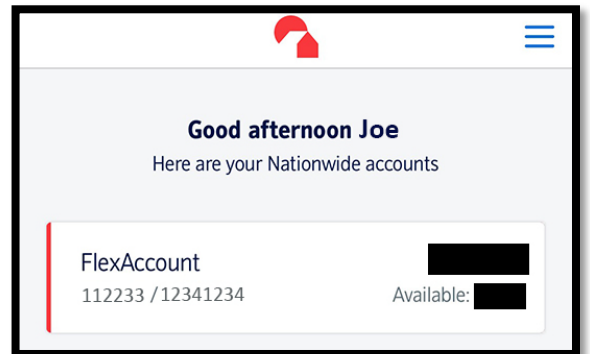 Good afternoon Joe
Here are your Nationwide accounts
FlexAccount
112233 /12341234
Available: